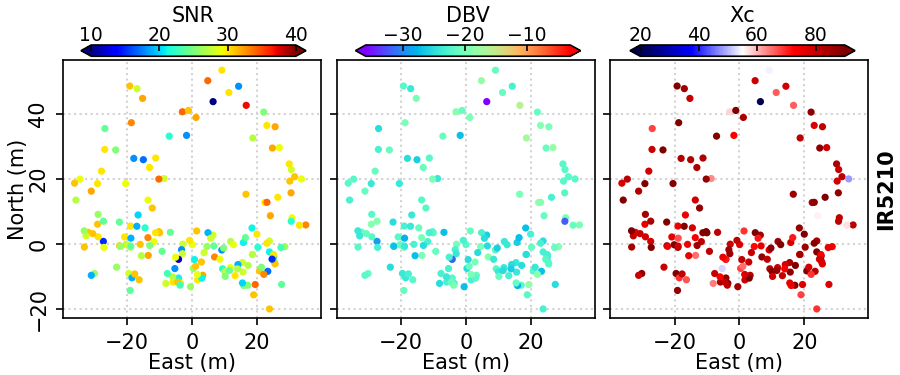 SNR DBV Xc
10 20 30 40 −30 −20 −10 20 40 60 80
North (m)
40
20
0
−20
IR5210
−20 0 20 −20 0 20 −20 0 20
East (m) East (m) East (m)